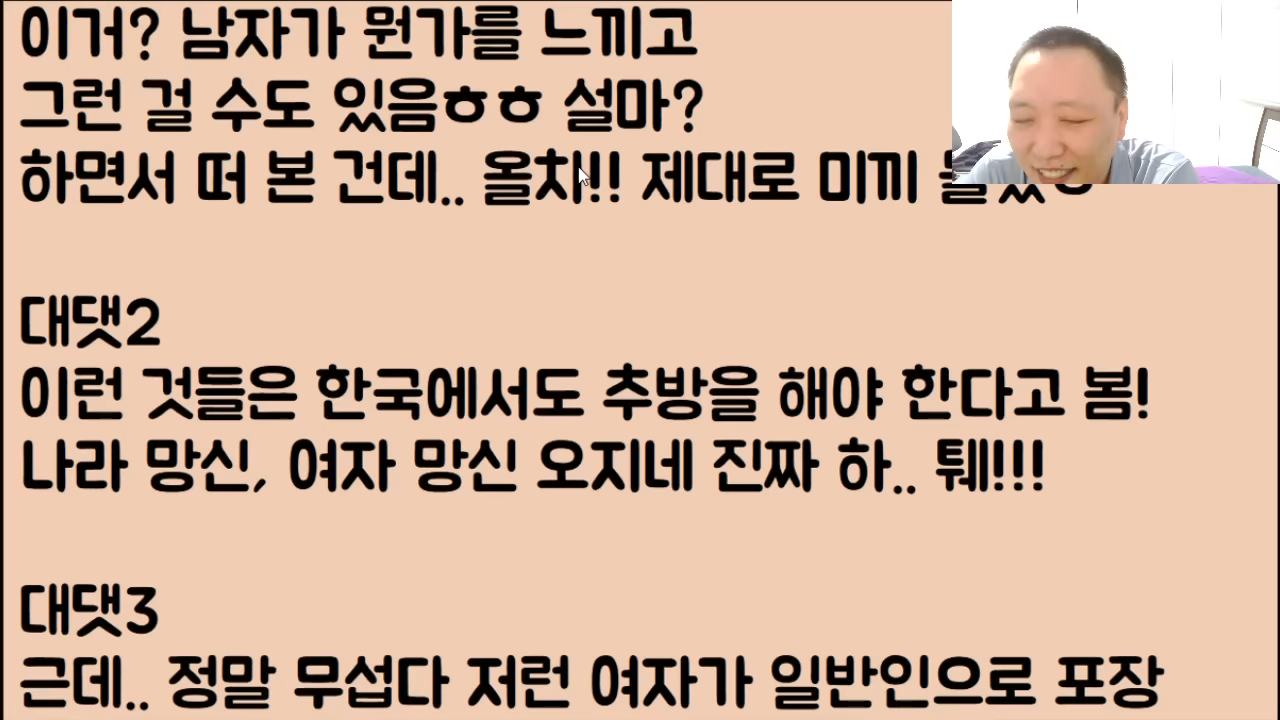 이거? 남자가 뭔가를 느끼고
그런 걸 수도 있음ㅎㅎ 설마?
하면서 떠 본 건데.. 올차!! 제대로 미끼
대댓2
이런 것들은 한국에서도 추방을 해야 한다고 봄!
나라 망신, 여자 망신 오지네 진짜 하.. 퉤!!!
대댓3
근데.. 정말 무섭다 저런 여자가 일반인으로 포장